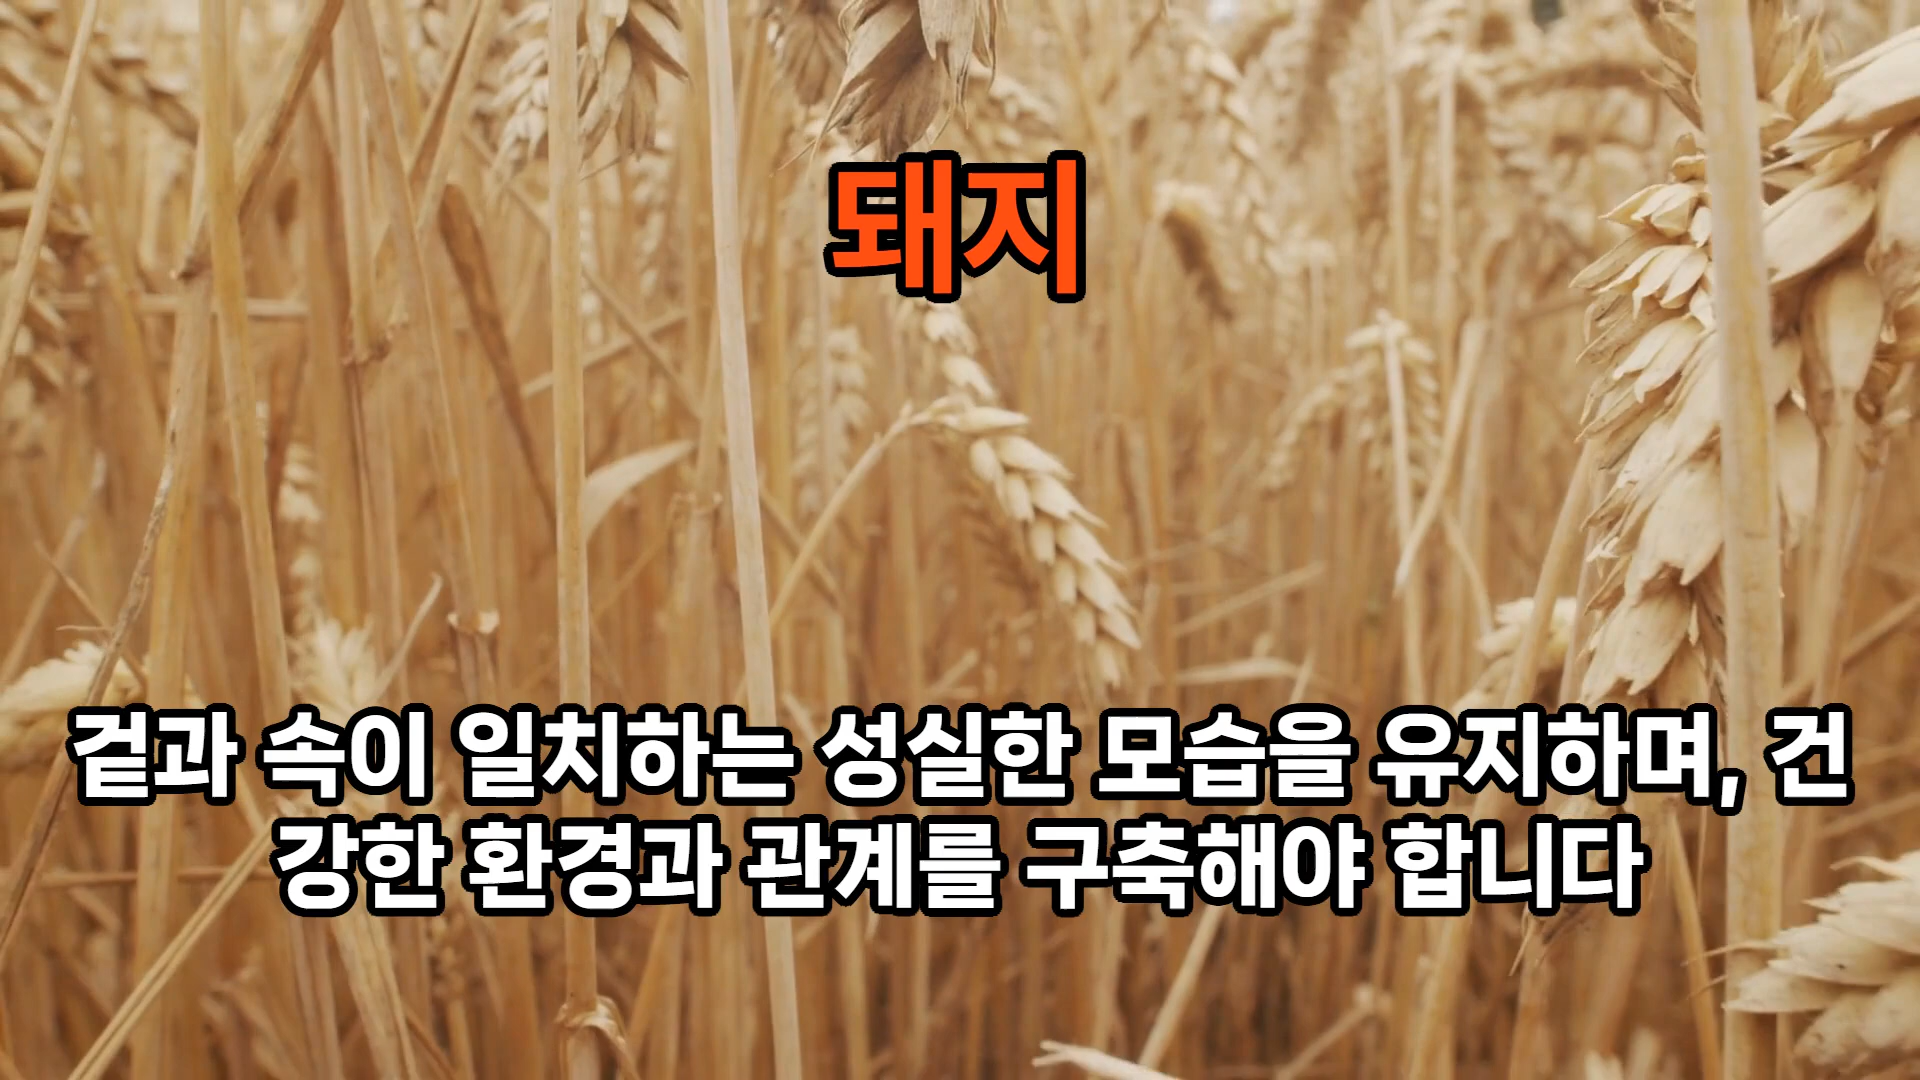 돼지
겉과 속이 일치하는 성실한 모습을 유지하며, 건
강한 환경과 관계를 구축해야 합니다